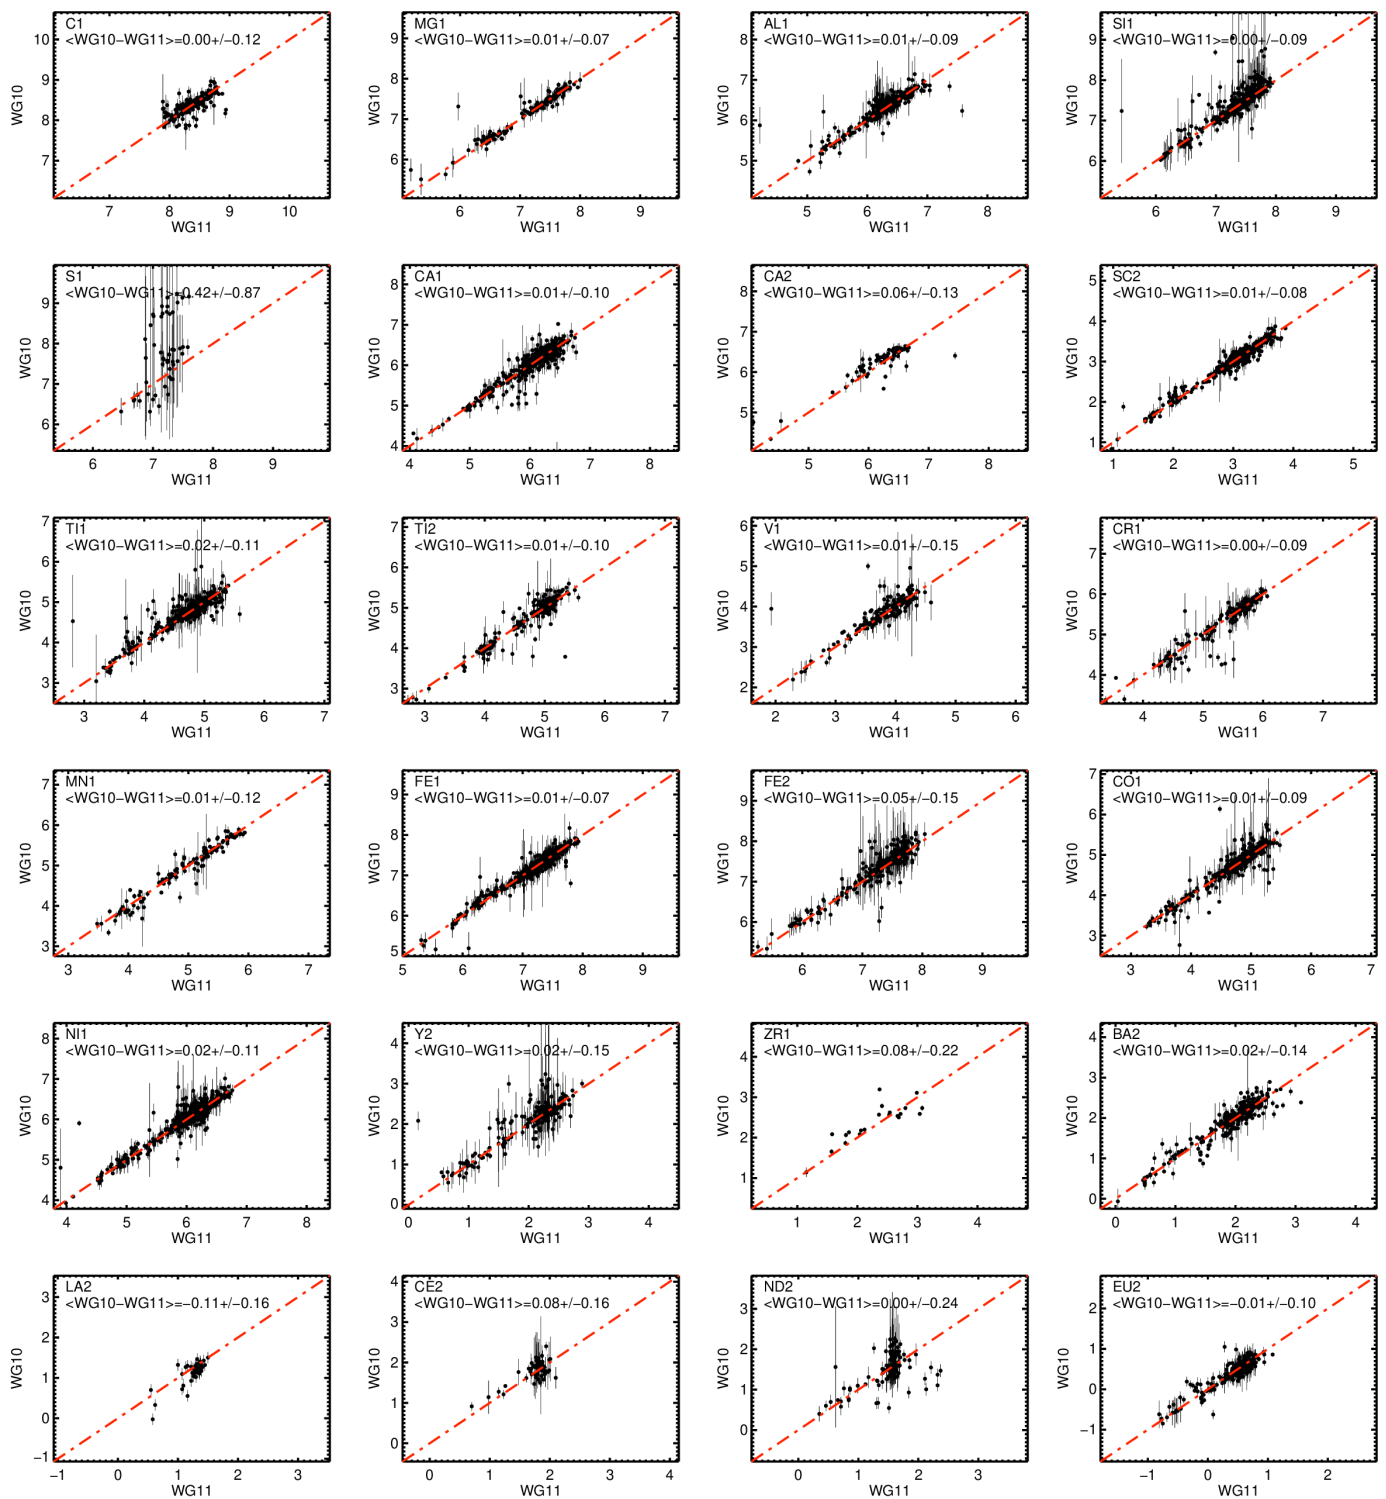 C1
<WG10−WG11>=0.00+/−0.12
10
9
8
7
WG10
7 8 9 10
WG11
MG1
<WG10−WG11>=0.01+/−0.07
9
8
7
6
WG10
6 7 8 9
WG11
AL1
<WG10−WG11>=0.01+/−0.09
8
7
6
5
WG10
5 6 7 8
WG11
SI1
<WG10−WG11>=0.00+/−0.09
9
8
7
6
WG10
6 7 8 9
WG11
S1
<WG10−WG11>=0.42+/−0.87
9
8
7
6
WG10
6 7 8 9
WG11
CA1
<WG10−WG11>=0.01+/−0.10
8
7
6
5
4
WG10
4 5 6 7 8
WG11
CA2
<WG10−WG11>=0.06+/−0.13
8
7
6
5
WG10
5 6 7 8
WG11
SC2
<WG10−WG11>=0.01+/−0.08
5
4
3
2
1
WG10
1 2 3 4 5
WG11
TI1
<WG10−WG11>=0.02+/−0.11
7
6
5
4
3
WG10
3 4 5 6 7
WG11
TI2
<WG10−WG11>=0.01+/−0.10
7
6
5
4
3
WG10
3 4 5 6 7
WG11
V1
<WG10−WG11>=0.01+/−0.15
6
5
4
3
2
WG10
2 3 4 5 6
WG11
CR1
<WG10−WG11>=0.00+/−0.09
7
6
5
4
WG10
4 5 6 7
WG11
MN1
<WG10−WG11>=0.01+/−0.12
7
6
5
4
3
WG10
3 4 5 6 7
WG11
FE1
<WG10−WG11>=0.01+/−0.07
9
8
7
6
5
WG10
5 6 7 8 9
WG11
FE2
<WG10−WG11>=0.05+/−0.15
9
8
7
6
WG10
6 7 8 9
WG11
CO1
<WG10−WG11>=0.01+/−0.09
7
6
5
4
3
WG10
3 4 5 6 7
WG11
NI1
<WG10−WG11>=0.02+/−0.11
8
7
6
5
4
WG10
4 5 6 7 8
WG11
Y2
<WG10−WG11>=0.02+/−0.15
4
3
2
1
0
WG10
0 1 2 3 4
WG11
ZR1
<WG10−WG11>=0.08+/−0.22
4
3
2
1
WG10
1 2 3 4
WG11
BA2
<WG10−WG11>=0.02+/−0.14
4
3
2
1
0
WG10
0 1 2 3 4
WG11
LA2
<WG10−WG11>=−0.11+/−0.16
3
2
1
0
−1
WG10
−1 0 1 2 3
WG11
CE2
<WG10−WG11>=0.08+/−0.16
4
3
2
1
0
WG10
0 1 2 3 4
WG11
ND2
<WG10−WG11>=0.00+/−0.24
3
2
1
0
WG10
0 1 2 3
WG11
EU2
<WG10−WG11>=−0.01+/−0.10
2
1
0
−1
WG10
−1 0 1 2
WG11